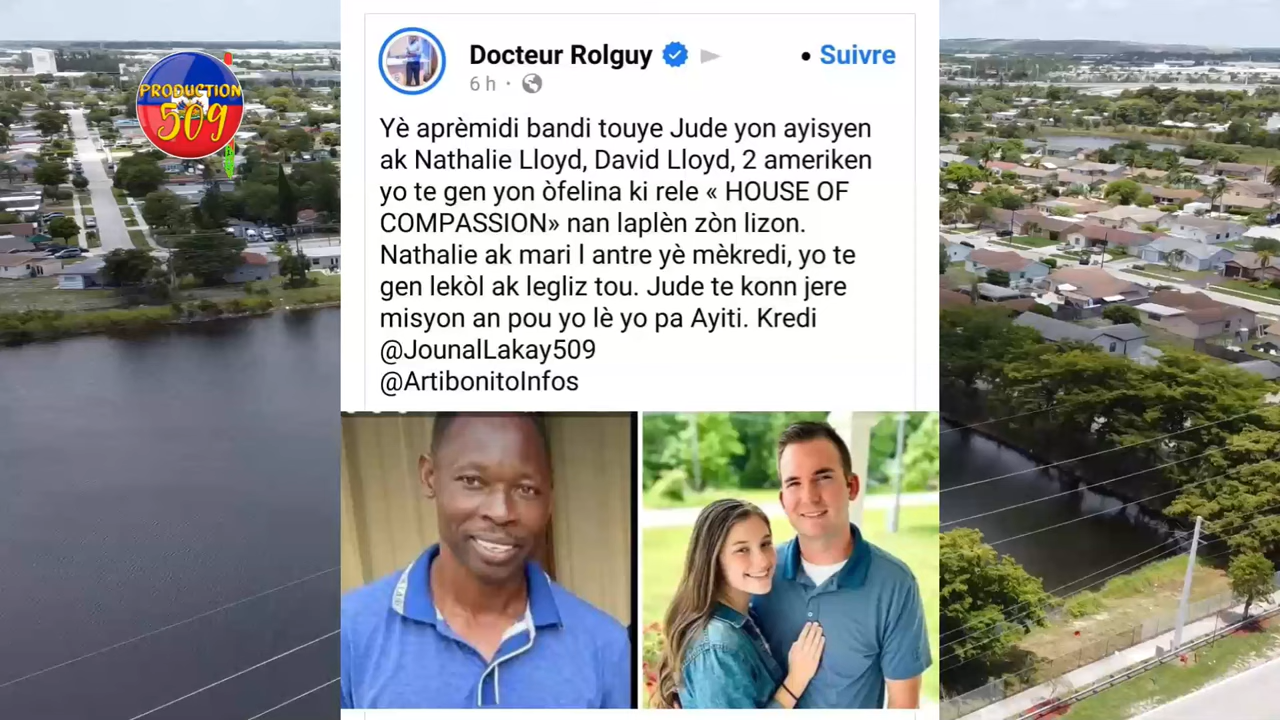 PRODUCTION
509
Docteur Rolguy
• Suivre
6 h ·
Yè aprèmidi bandi touye Jude yon ayisyen
ak Nathalie Lloyd, David Lloyd, 2 ameriken
yo te gen yon òfelina ki rele « HOUSE OF
COMPASSION» nan laplèn zòn lizon.
Nathalie ak mari l antre yè mèkredi, yo te
gen lekòl ak legliz tou. Jude te konn jere
misyon an pou yo lè yo pa Ayiti. Kredi
@JounalLakay509
@ArtibonitoInfos